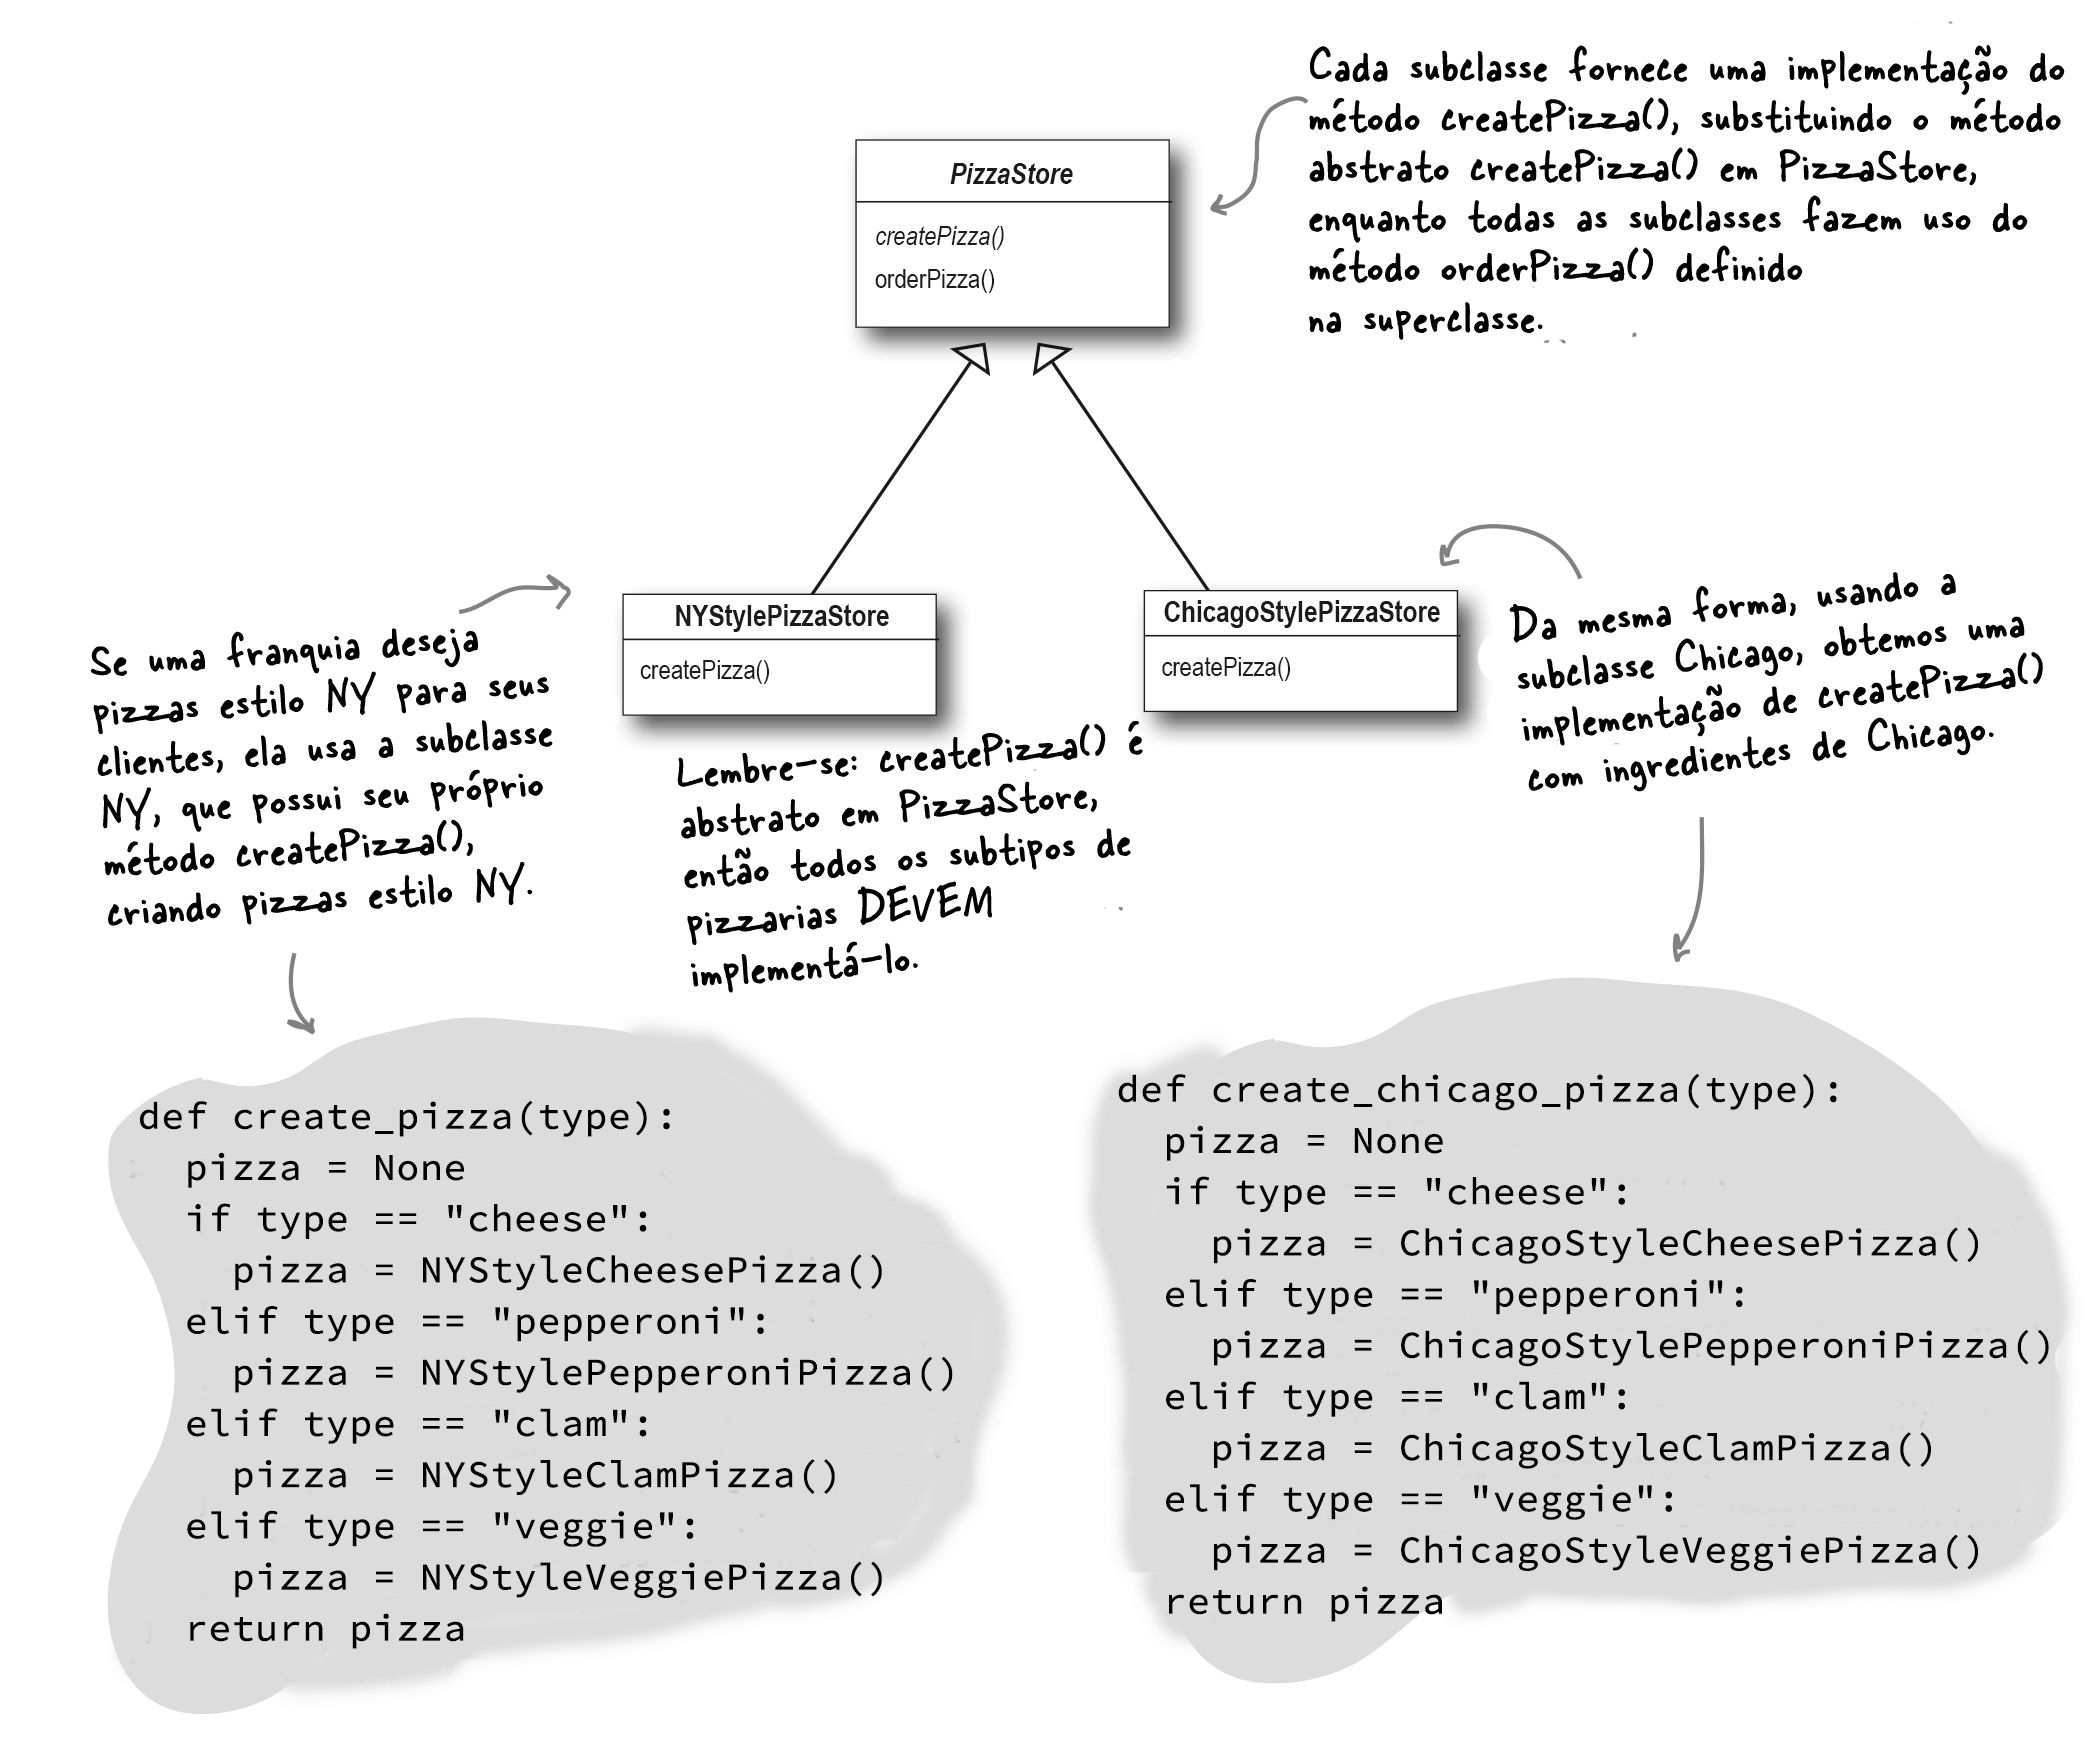 Cada subclasse fornece uma implementação do
método createPizza(), substituindo o método
abstrato createPizza() em PizzaStore,
enquanto todas as subclasses fazem uso do
método orderPizza() definido
na superclasse.
PizzaStore
createPizza()
orderPizza()
NYStylePizzaStore
createPizza()
ChicagoStylePizzaStore
createPizza()
Se uma franquia deseja
pizzas estilo NY para seus
clientes, ela usa a subclasse
NY, que possui seu próprio
método createPizza(),
criando pizzas estilo NY.
Lembre-se: createPizza() é
abstrato em PizzaStore,
então todos os subtipos de
pizzarias DEVEM
implementá-lo.
Da mesma forma, usando a
subclasse Chicago, obtemos uma
implementação de createPizza()
com ingredientes de Chicago.
def create_pizza(type):
  pizza = None
  if type == "cheese":
    pizza = NYStyleCheesePizza()
  elif type == "pepperoni":
    pizza = NYStylePepperoniPizza()
  elif type == "clam":
    pizza = NYStyleClamPizza()
  elif type == "veggie":
    pizza = NYStyleVeggiePizza()
  return pizza
def create_chicago_pizza(type):
  pizza = None
  if type == "cheese":
    pizza = ChicagoStyleCheesePizza()
  elif type == "pepperoni":
    pizza = ChicagoStylePepperoniPizza()
  elif type == "clam":
    pizza = ChicagoStyleClamPizza()
  elif type == "veggie":
    pizza = ChicagoStyleVeggiePizza()
  return pizza